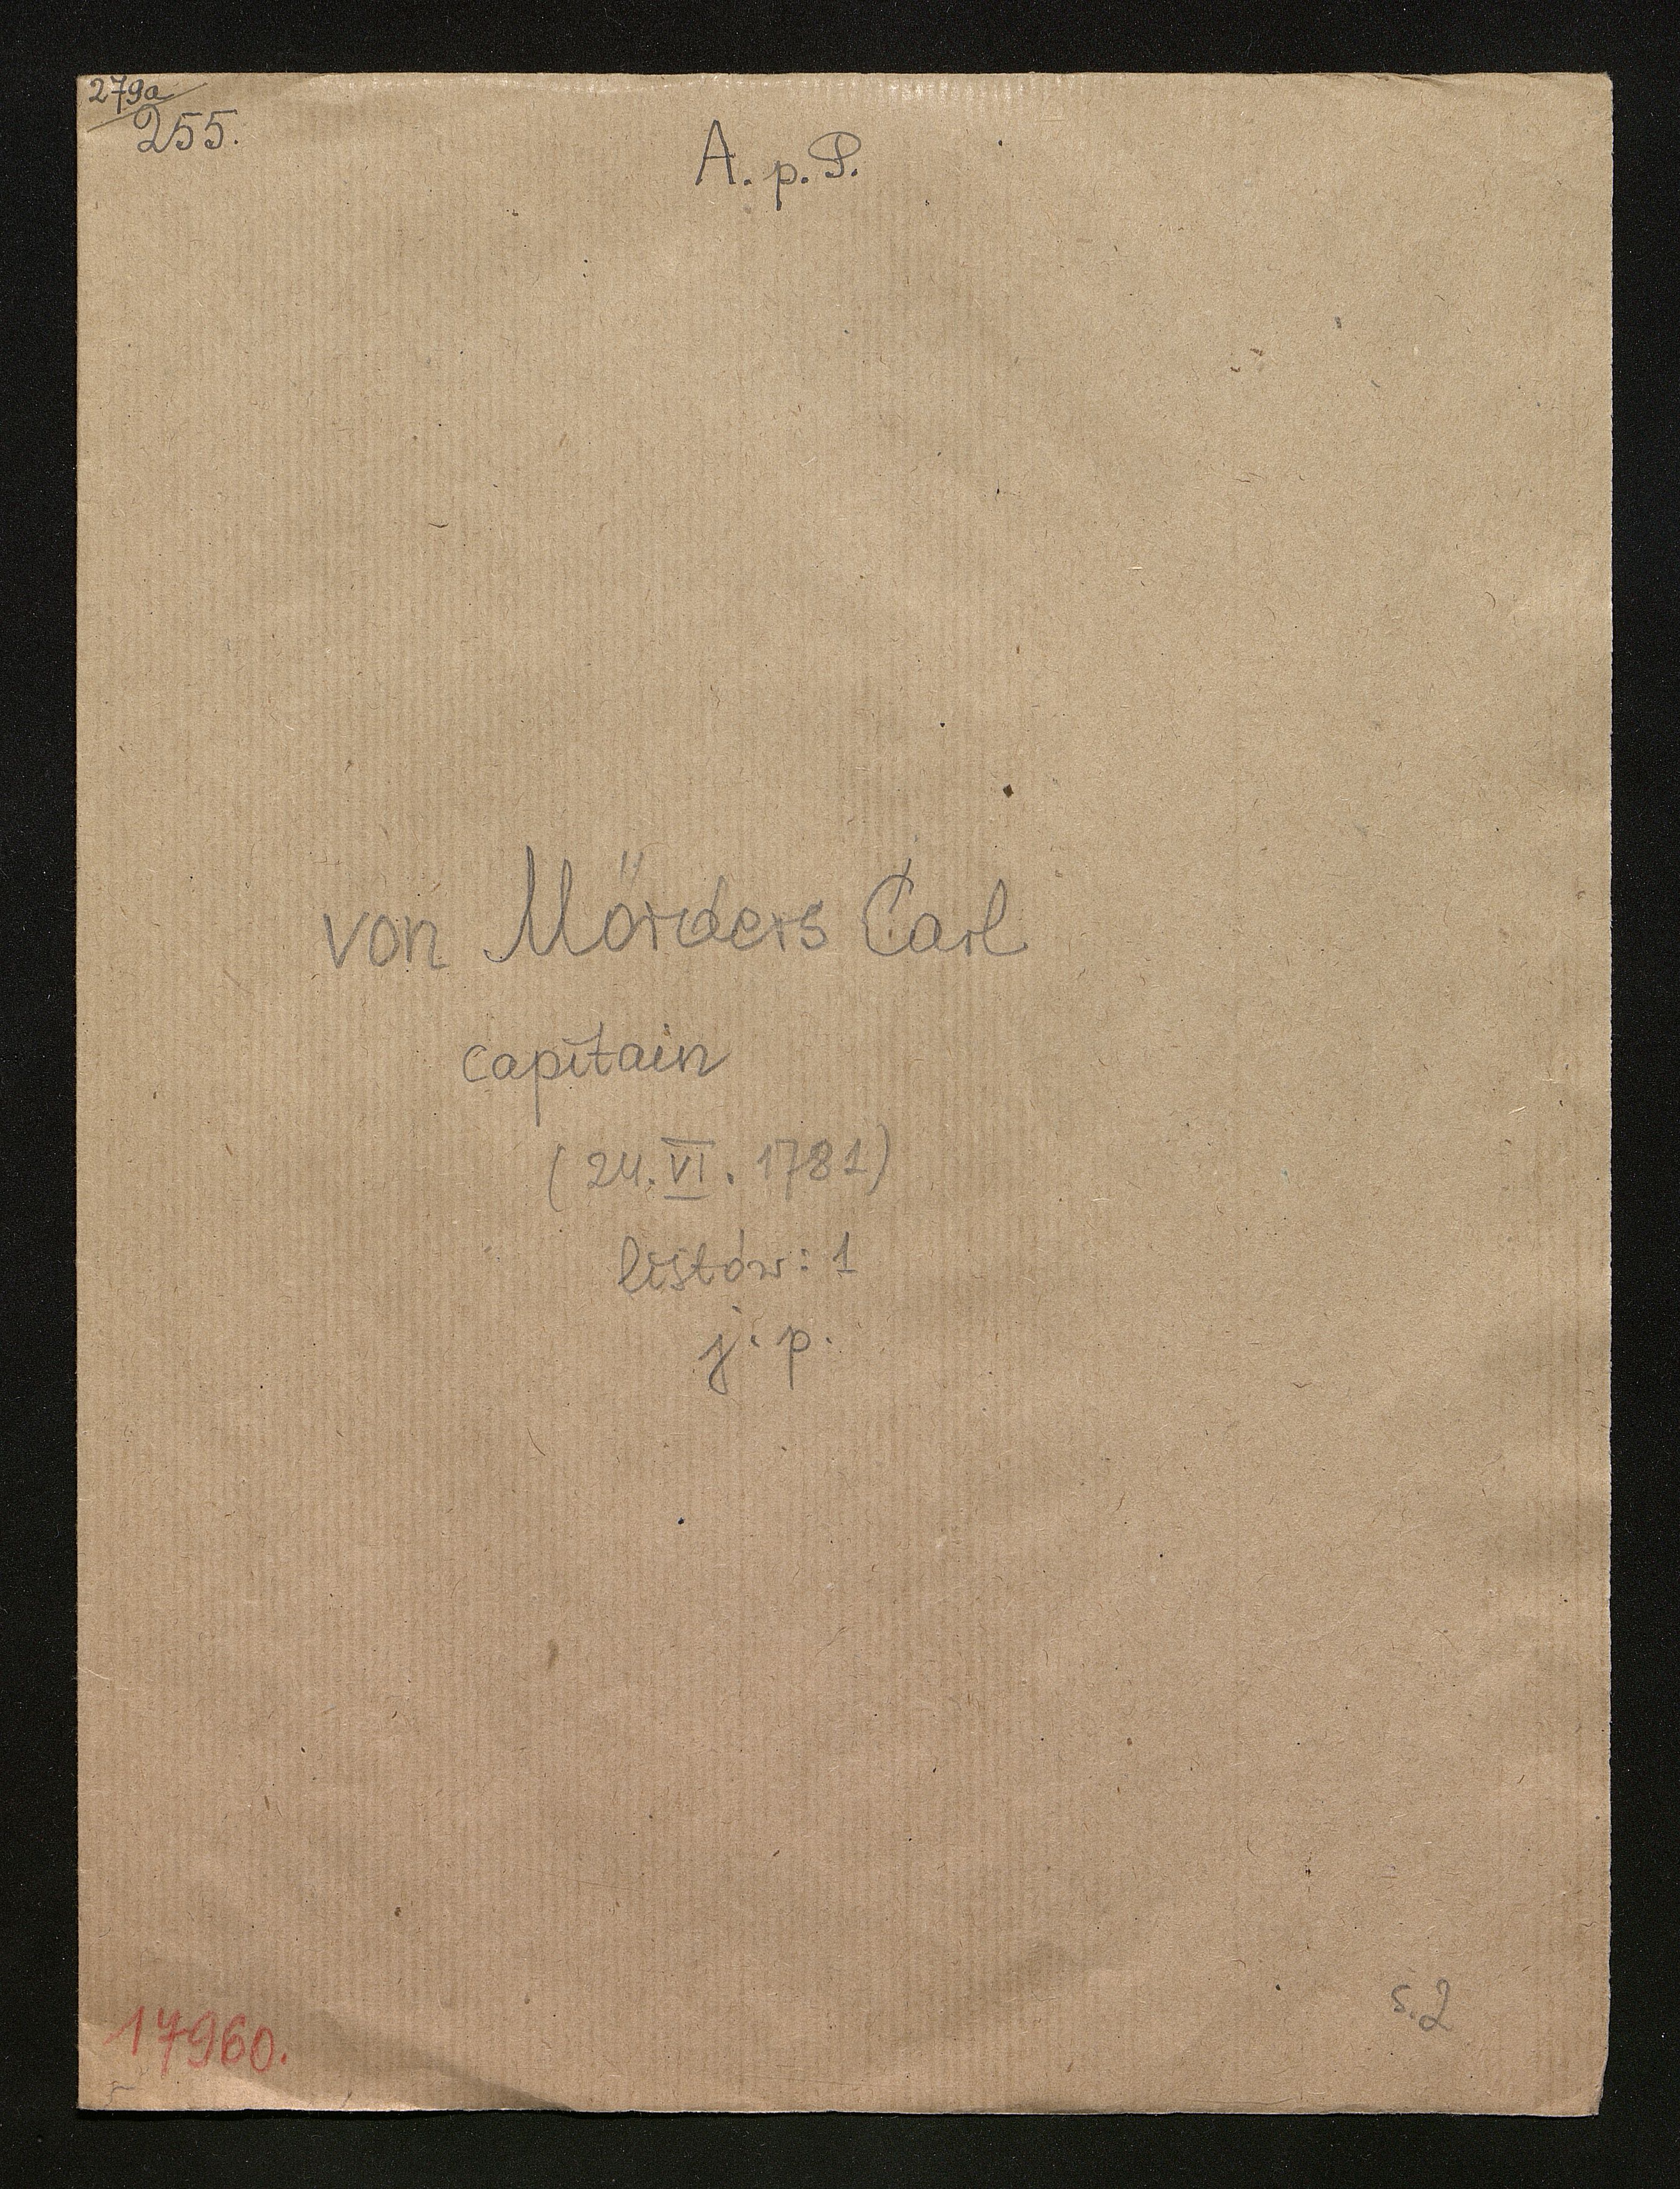 279a
255.
A. p. P.
von Mörders Carl
capitain
(24. VI. 1781)
listów: 1
j. p.
s. 2
17960.